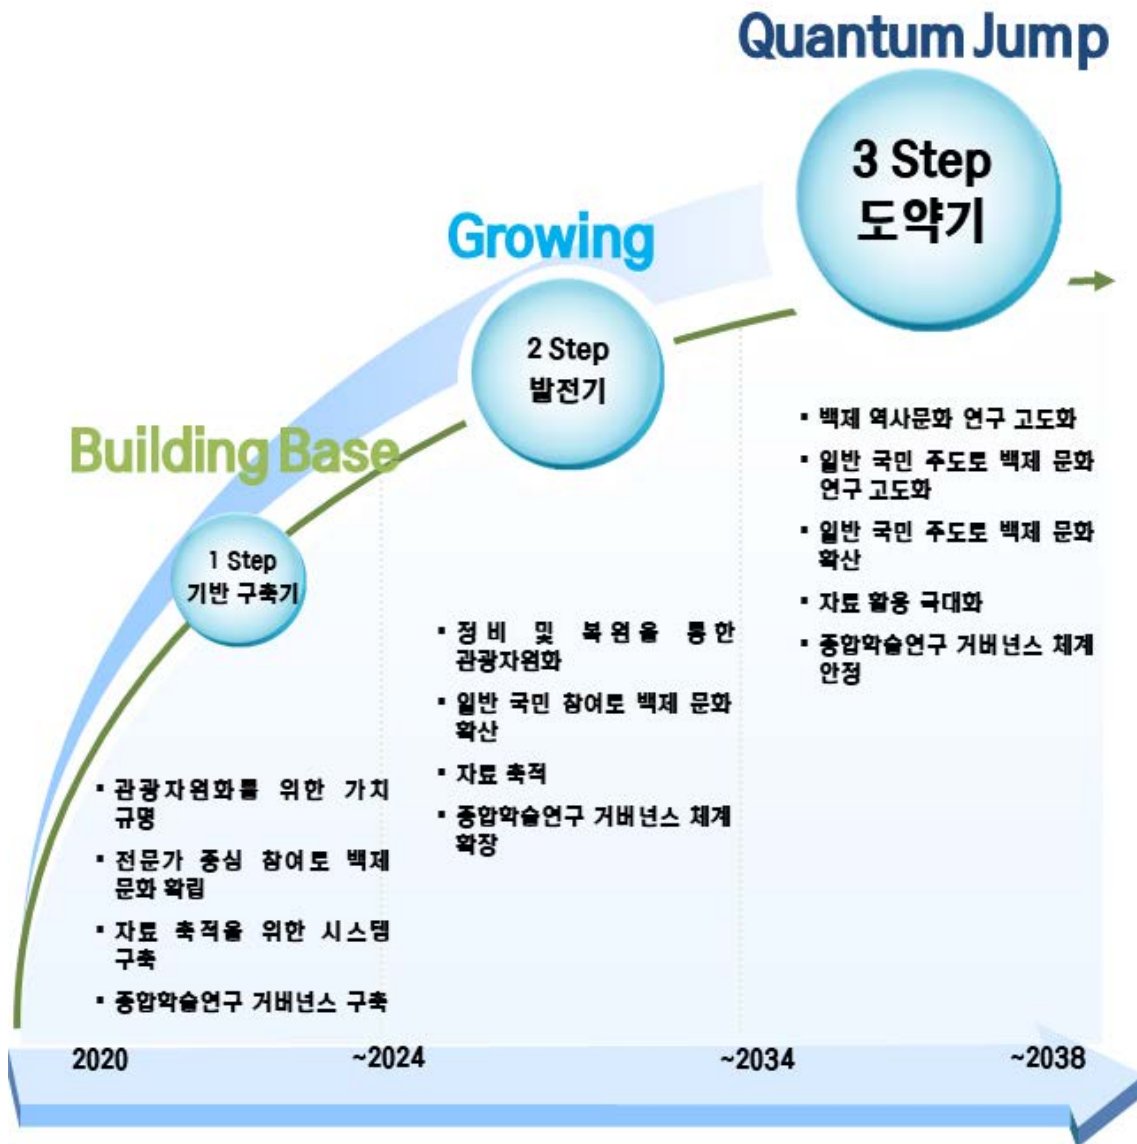 Quantum Jump
3 Step
도약기
Growing
2 Step
발전기
Building Base
1 Step
기반 구축기
▪ 백제 역사문화 연구 고도화
▪ 일반 국민 주도로 백제 문화
연구 고도화
▪ 일반 국민 주도로 백제 문화
확산
▪ 자료 활용 극대화
▪ 종합학술연구 거버넌스 체계
안정
▪ 정비 및 복원을 통한
관광자원화
▪ 일반 국민 참여로 백제 문화
확산
▪ 자료 축적
▪ 종합학술연구 거버넌스 체계
확장
▪ 관광자원화를 위한 가치
규명
▪ 전문가 중심 참여로 백제
문화 확립
▪ 자료 축적을 위한 시스템
구축
▪ 종합학술연구 거버넌스 구축
2020 ~2024 ~2034 ~2038